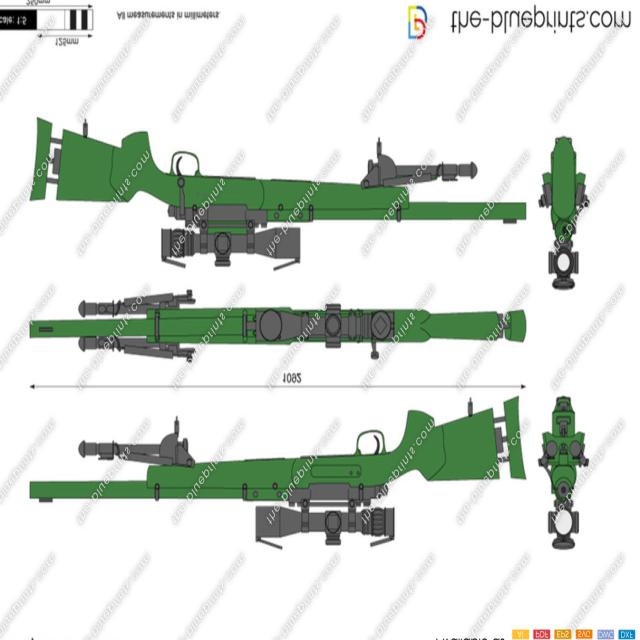 250mm
scale: 1:5
125mm
All measurements in millimeters.
the-blueprints.com
1092
AI PDF EPS SVG DWG DXF
the-blueprints.com